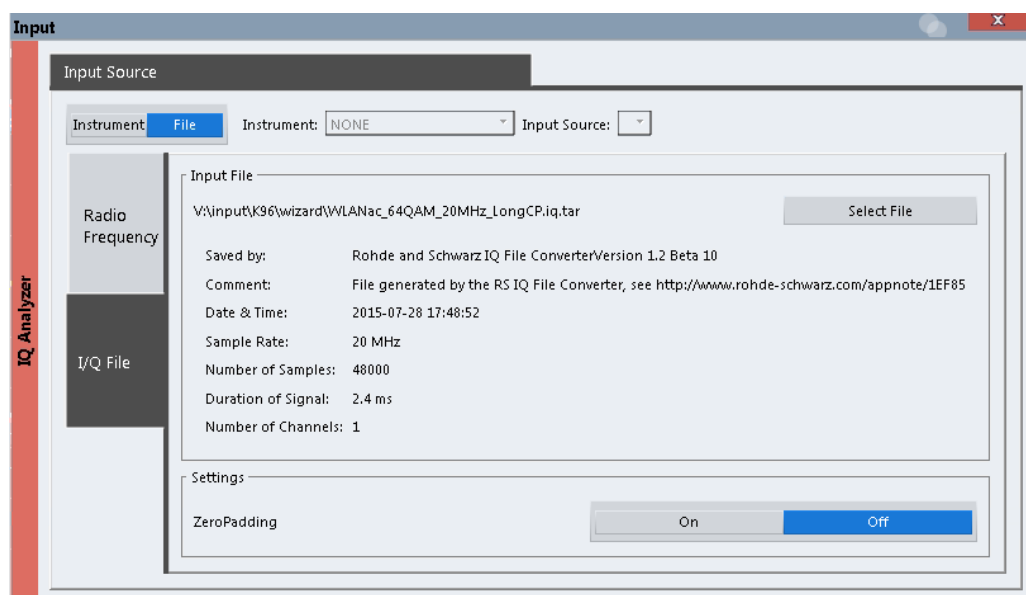 Input
x
Input Source
Instrument File Instrument: NONE Input Source:
Input File
Radio Frequency
V:\input\K96\wizard\WLANac_64QAM_20MHz_LongCP.iq.tar Select File
Saved by: Rohde and Schwarz IQ File ConverterVersion 1.2 Beta 10
Comment: File generated by the RS IQ File Converter, see http://www.rohde-schwarz.com/appnote/1EF85
Date & Time: 2015-07-28 17:48:52
Sample Rate: 20 MHz
IQ Analyzer
I/Q File
Number of Samples: 48000
Duration of Signal: 2.4 ms
Number of Channels: 1
Settings
ZeroPadding On Off